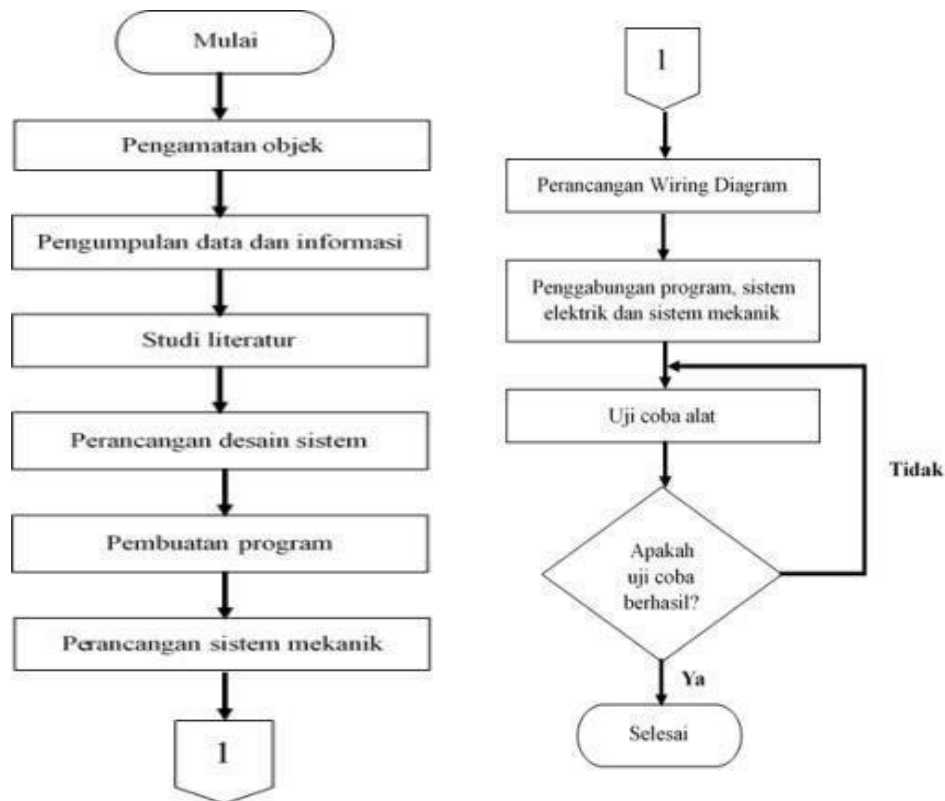 Mulai
Pengamatan objek
Pengumpulan data dan informasi
Studi literatur
Perancangan desain sistem
Pembuatan program
Perancangan sistem mekanik
1
1
Perancangan Wiring Diagram
Penggabungan program, sistem
elektrik dan sistem mekanik
Uji coba alat
Tidak
Apakah
uji coba
berhasil?
Ya
Selesai